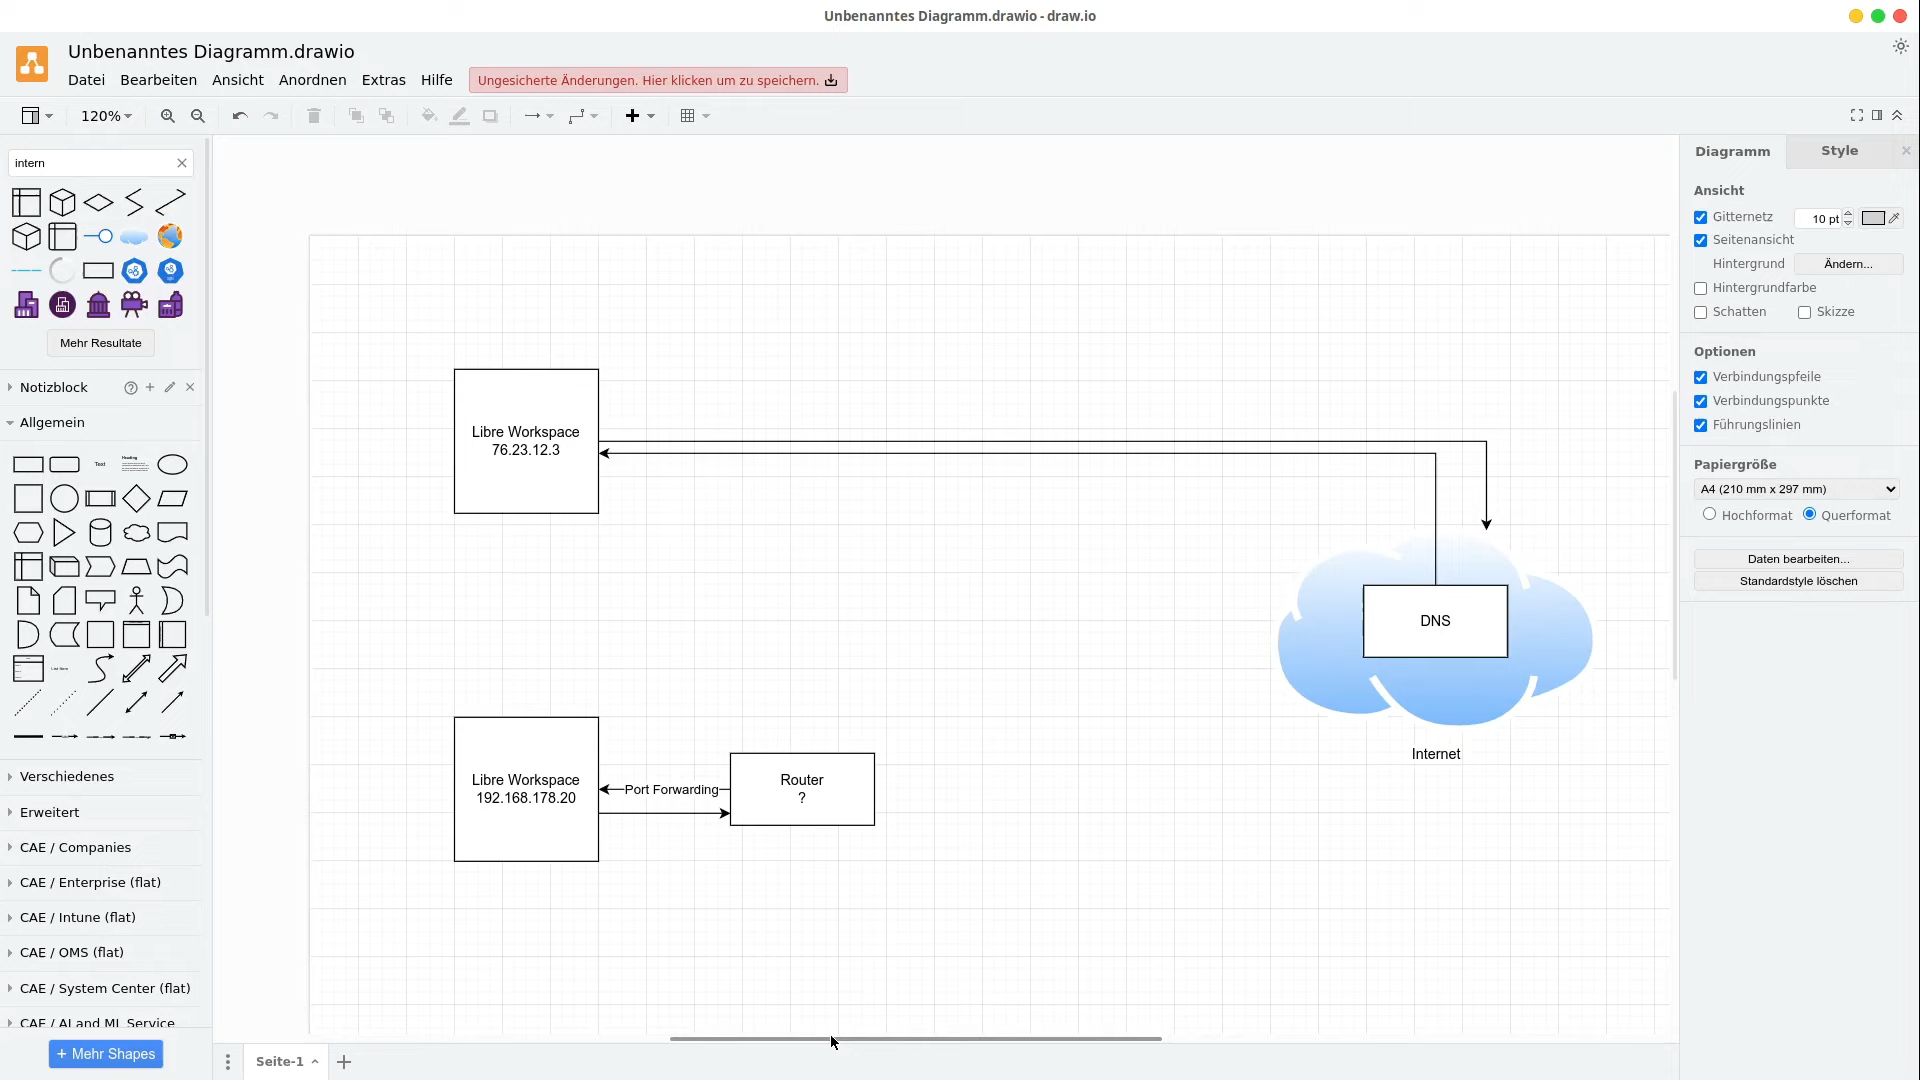 Unbenanntes Diagramm.drawio - draw.io
Unbenanntes Diagramm.drawio
Datei Bearbeiten Ansicht Anordnen Extras Hilfe
Ungesicherte Änderungen. Hier klicken um zu speichern.
120%
intern
Mehr Resultate
Notizblock
Allgemein
Text
Heading
Verschiedenes
Erweitert
CAE / Companies
CAE / Enterprise (flat)
CAE / Intune (flat)
CAE / OMS (flat)
CAE / System Center (flat)
CAE / AI and ML Service
+ Mehr Shapes
Libre Workspace
76.23.12.3
DNS
Internet
Libre Workspace
192.168.178.20
Port Forwarding
Router
?
Seite-1
Diagramm Style
Ansicht
Gitternetz 10 pt
Seitenansicht
Hintergrund Ändern...
Hintergrundfarbe
Schatten Skizze
Optionen
Verbindungspfeile
Verbindungspunkte
Führungslinien
Papiergröße
A4 (210 mm x 297 mm)
Hochformat Querformat
Daten bearbeiten...
Standardstyle löschen